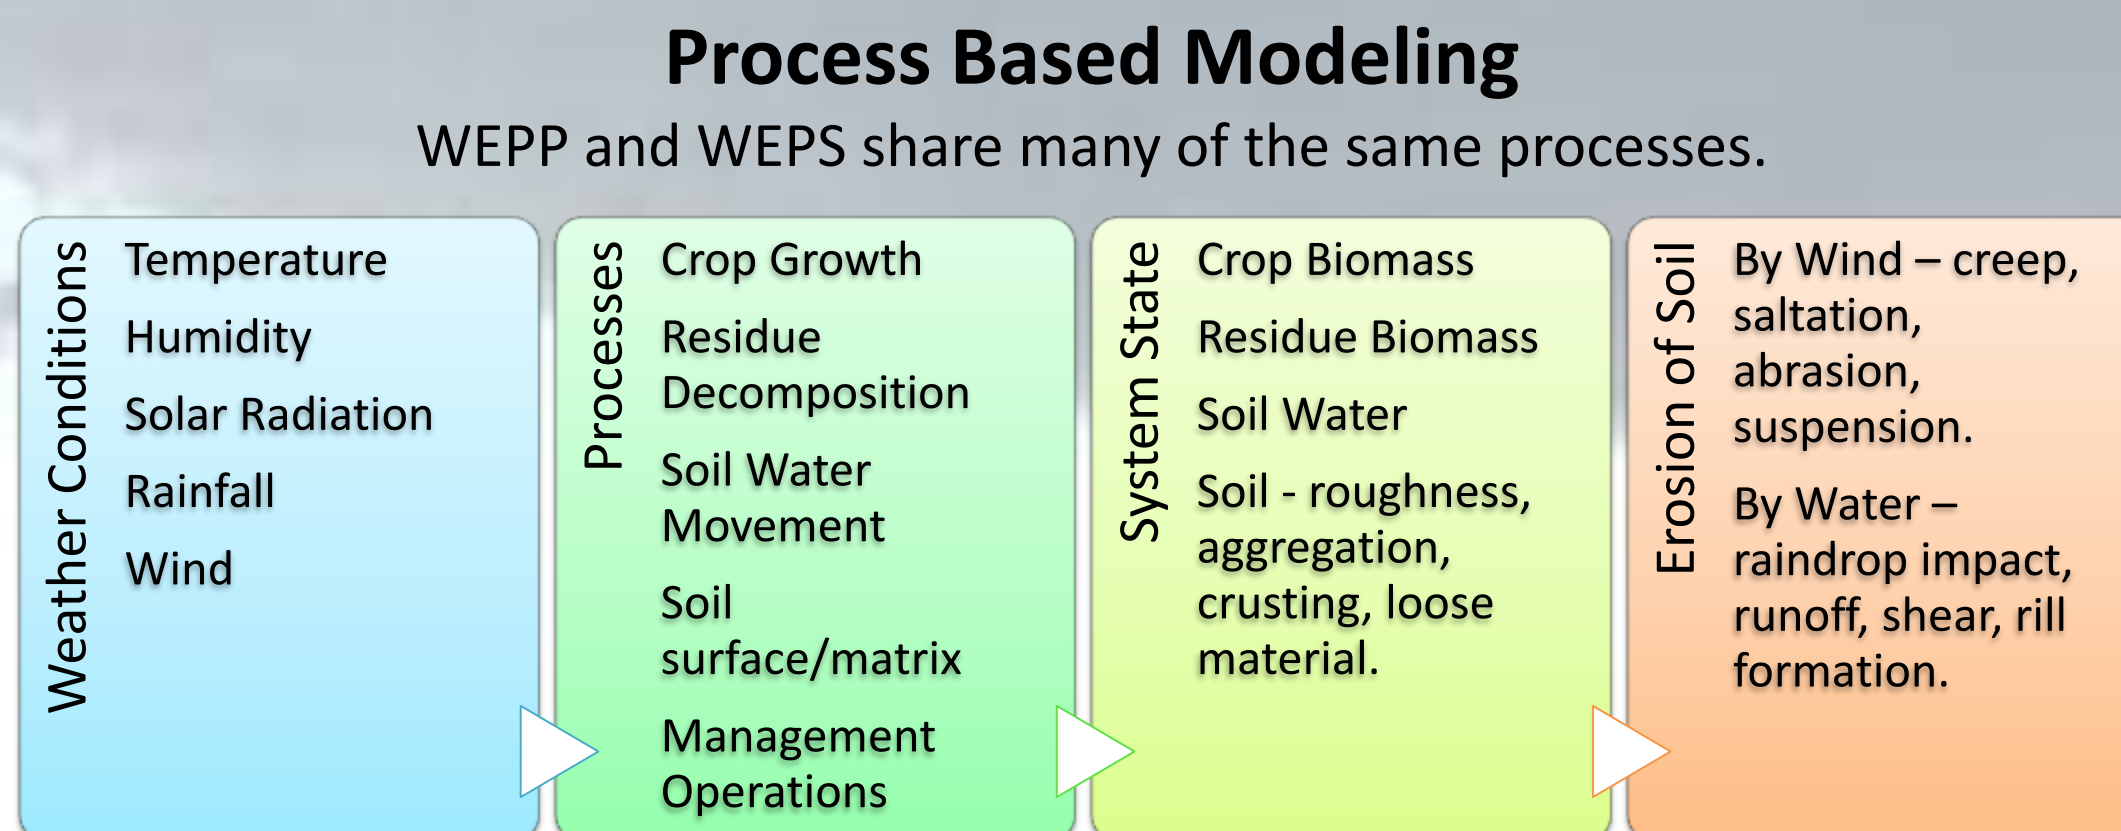 Process Based Modeling
WEPP and WEPS share many of the same processes.
Weather Conditions
Temperature
Humidity
Solar Radiation
Rainfall
Wind
Processes
Crop Growth
Residue
Decomposition
Soil Water
Movement
Soil
surface/matrix
Management
Operations
System State
Crop Biomass
Residue Biomass
Soil Water
Soil - roughness,
aggregation,
crusting, loose
material.
Erosion of Soil
By Wind – creep,
saltation,
abrasion,
suspension.
By Water –
raindrop impact,
runoff, shear, rill
formation.